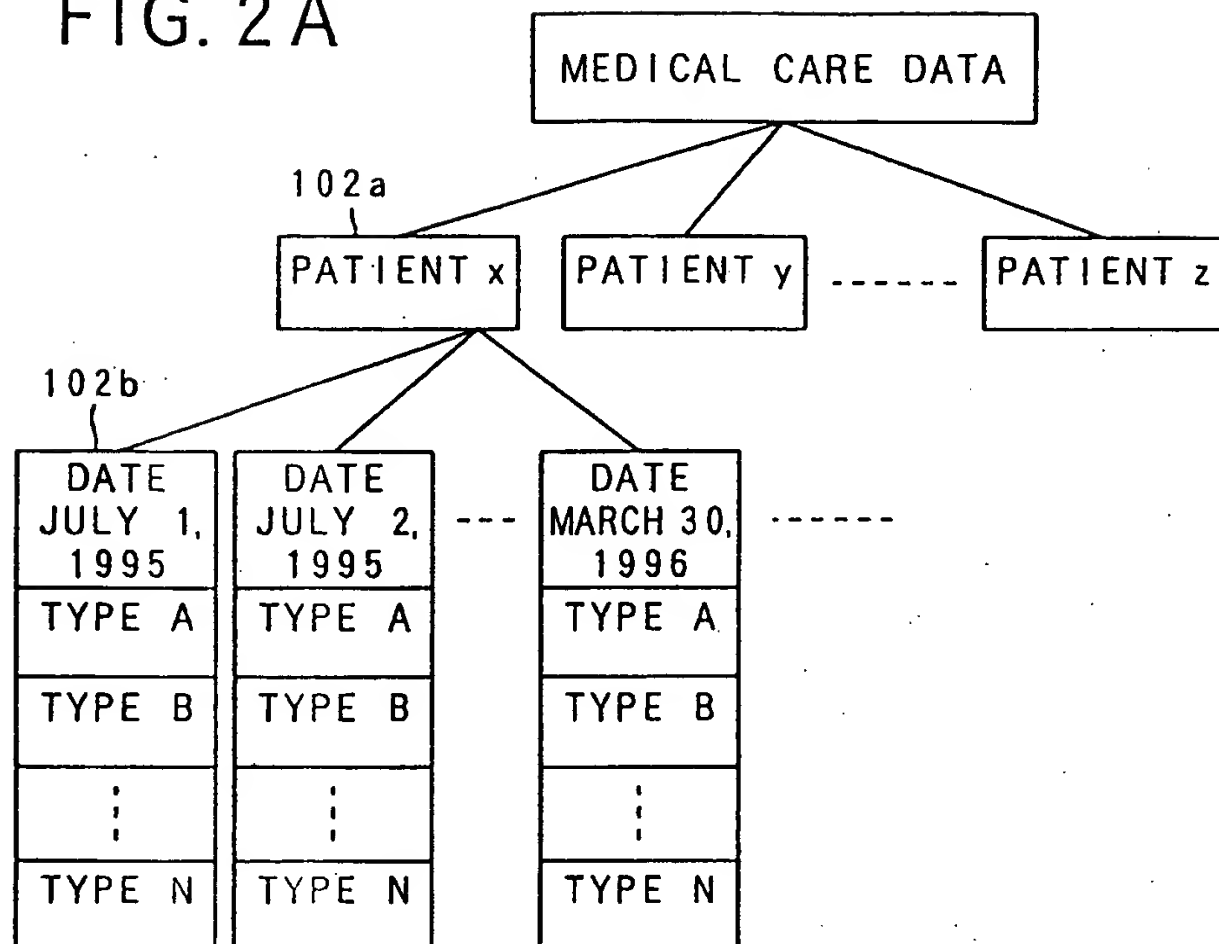 FIG. 2A
MEDICAL CARE DATA
102a
PATIENT x
PATIENT y
PATIENT z
102b
DATE
JULY 1,
1995
DATE
JULY 2,
1995
DATE
MARCH 30,
1996
TYPE A
TYPE A
TYPE A
TYPE B
TYPE B
TYPE B
TYPE N
TYPE N
TYPE N